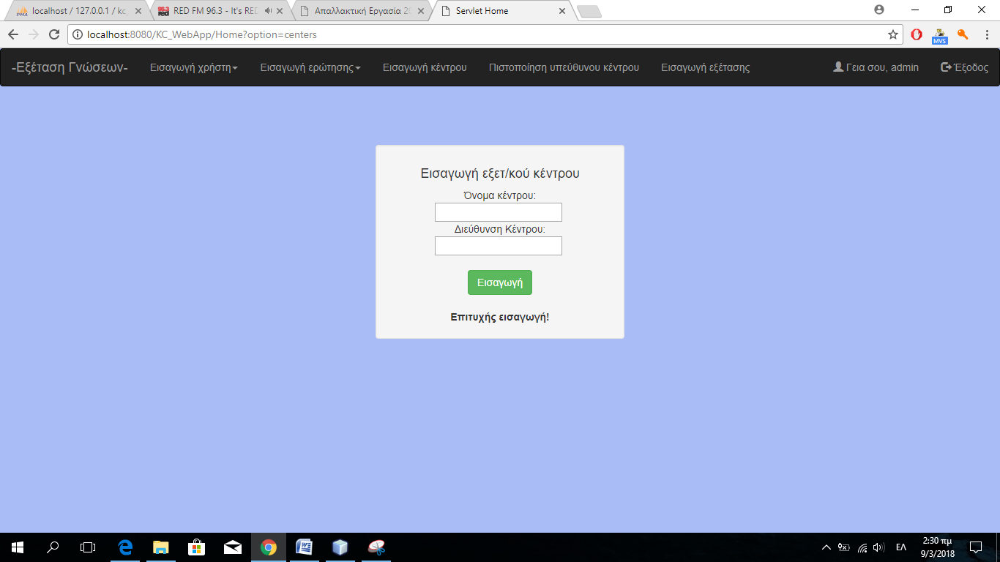 localhost / 127.0.0.1 / kc_
RED FM 96.3 - It's RED
Απαλλακτική Εργασία 20
Servlet Home
localhost:8080/KC_WebApp/Home?option=centers
MVS
-Εξέταση Γνώσεων-
Εισαγωγή χρήστη
Εισαγωγή ερώτησης
Εισαγωγή κέντρου
Πιστοποίηση υπεύθυνου κέντρου
Εισαγωγή εξέτασης
Γεια σου, admin
Έξοδος
Εισαγωγή εξετ/κού κέντρου
Όνομα κέντρου:
Διεύθυνση Κέντρου:
Εισαγωγή
Επιτυχής εισαγωγή!
ΕΛ
2:30 πμ
9/3/2018